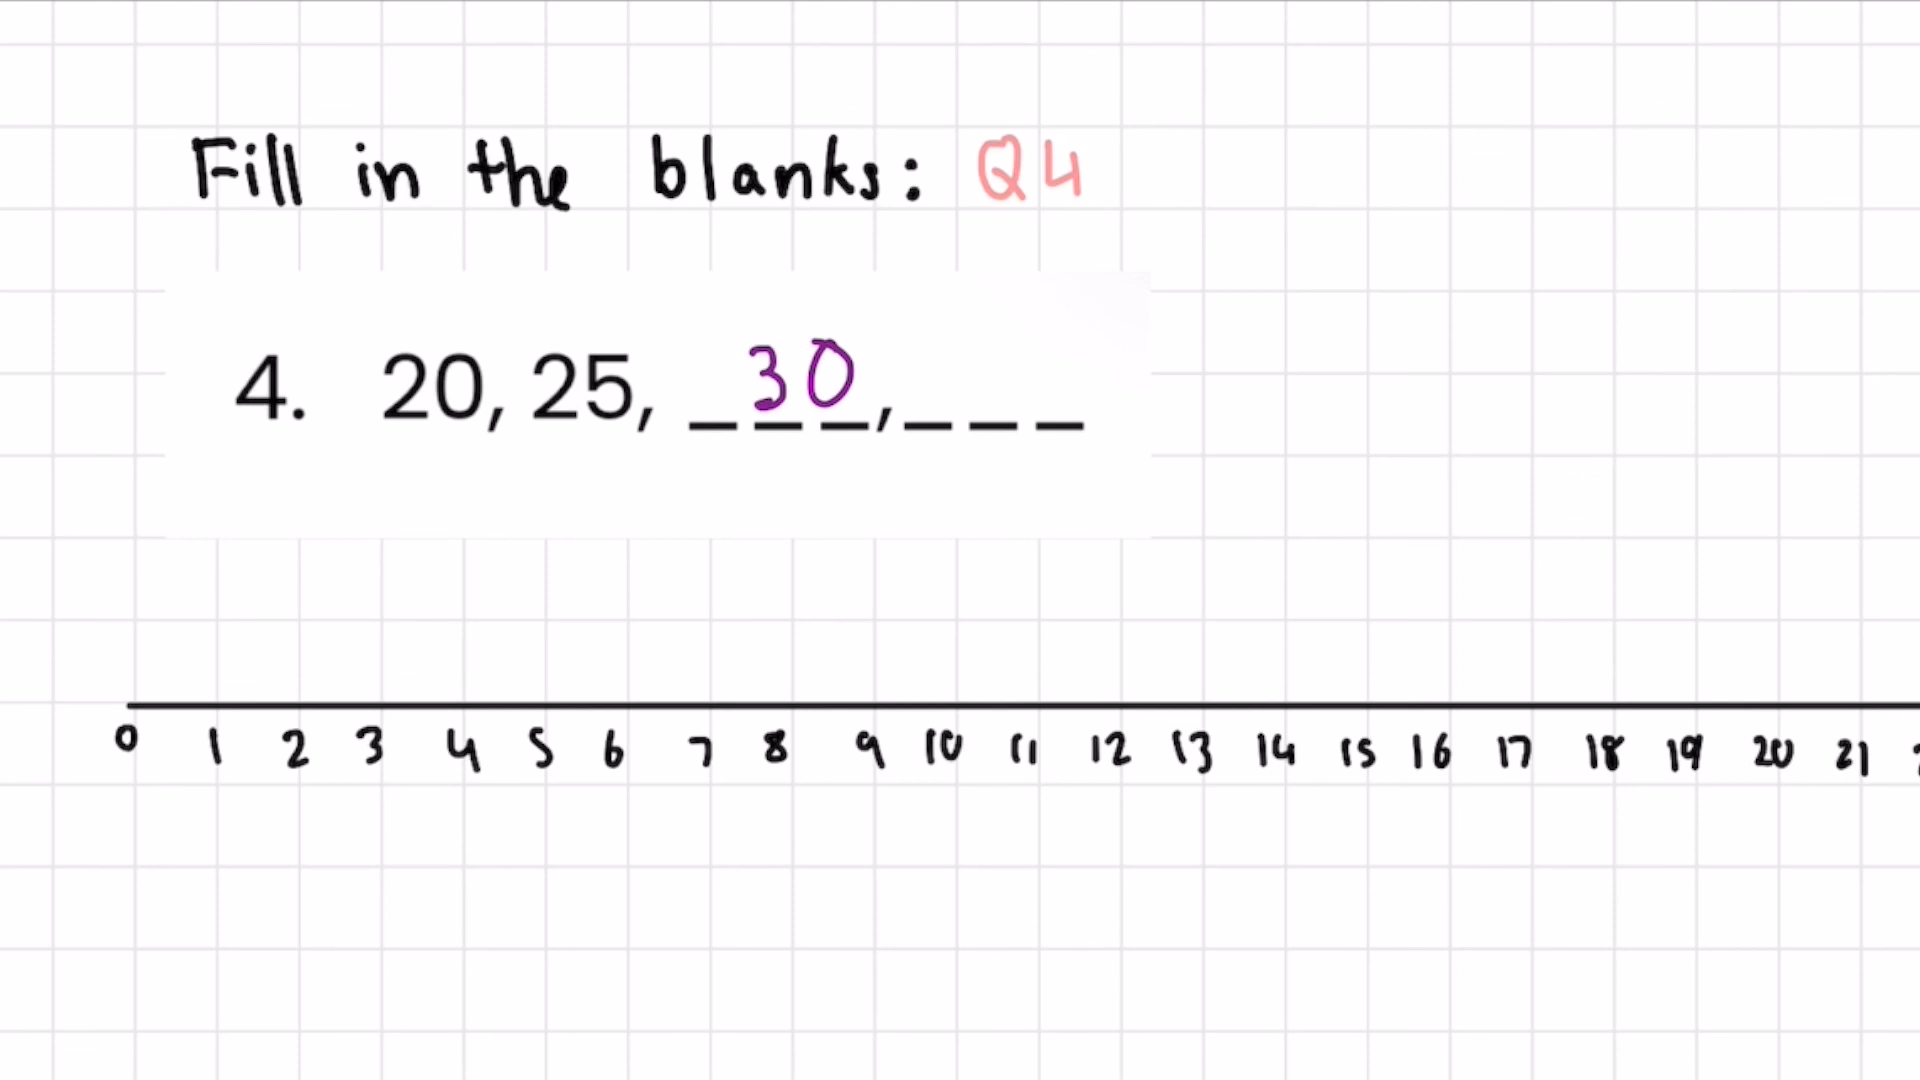 Fill in the blanks: Q4
4. 20, 25, _ 30 _, _ _ _
0 1 2 3 4 5 6 7 8 9 10 11 12 13 14 15 16 17 18 19 20 21